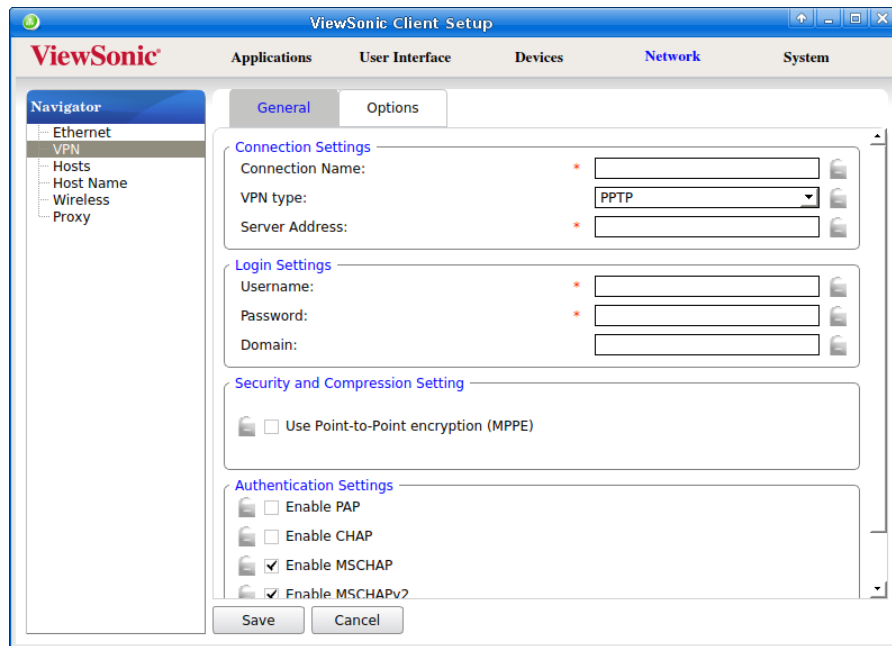 ViewSonic Client Setup
ViewSonic®
Applications User Interface Devices Network System
Navigator
Ethernet
VPN
Hosts
Host Name
Wireless
Proxy
General Options
Connection Settings
Connection Name: *
VPN type: PPTP
Server Address: *
Login Settings
Username: *
Password: *
Domain:
Security and Compression Setting
Use Point-to-Point encryption (MPPE)
Authentication Settings
Enable PAP
Enable CHAP
Enable MSCHAP
Enable MSCHAPv2
Save Cancel